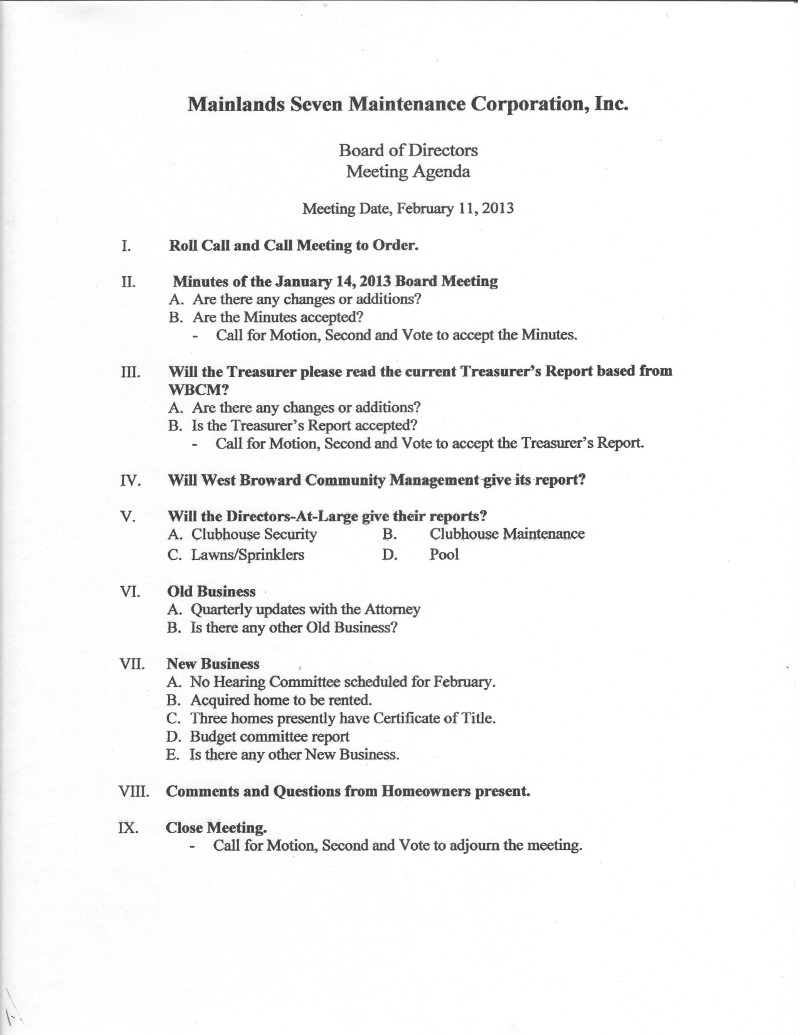 Mainlands Seven Maintenance Corporation, Inc.
Board of Directors
Meeting Agenda
Meeting Date, February 11, 2013
I. Roll Call and Call Meeting to Order.
II. Minutes of the January 14, 2013 Board Meeting
A. Are there any changes or additions?
B. Are the Minutes accepted?
- Call for Motion, Second and Vote to accept the Minutes.
III. Will the Treasurer please read the current Treasurer's Report based from
WBCM?
A. Are there any changes or additions?
B. Is the Treasurer's Report accepted?
- Call for Motion, Second and Vote to accept the Treasurer's Report.
IV. Will West Broward Community Management give its report?
V. Will the Directors-At-Large give their reports?
A. Clubhouse Security B. Clubhouse Maintenance
C. Lawns/Sprinklers D. Pool
VI. Old Business
A. Quarterly updates with the Attorney
B. Is there any other Old Business?
VII. New Business
A. No Hearing Committee scheduled for February.
B. Acquired home to be rented.
C. Three homes presently have Certificate of Title.
D. Budget committee report
E. Is there any other New Business.
VIII. Comments and Questions from Homeowners present.
IX. Close Meeting.
- Call for Motion, Second and Vote to adjourn the meeting.